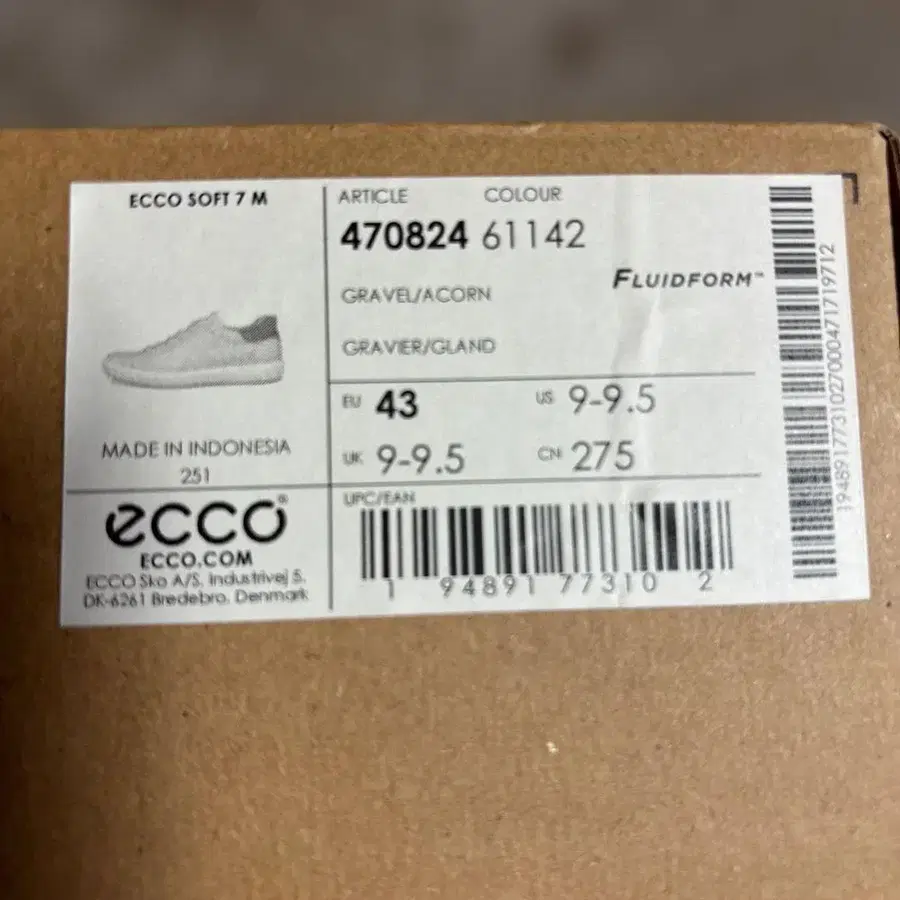 ECCO SOFT 7 M
MADE IN INDONESIA
251
ecco®
ECCO.COM
ECCO Sko A/S, Industrivej 5,
DK-6261 Bredebro, Denmark
ARTICLE COLOUR
470824 61142
FLUIDFORM™
GRAVEL/ACORN
GRAVIER/GLAND
EU 43 US 9-9.5
UK 9-9.5 CN 275
UPC/EAN
1 94891 77310 2
1948917731027000471719712